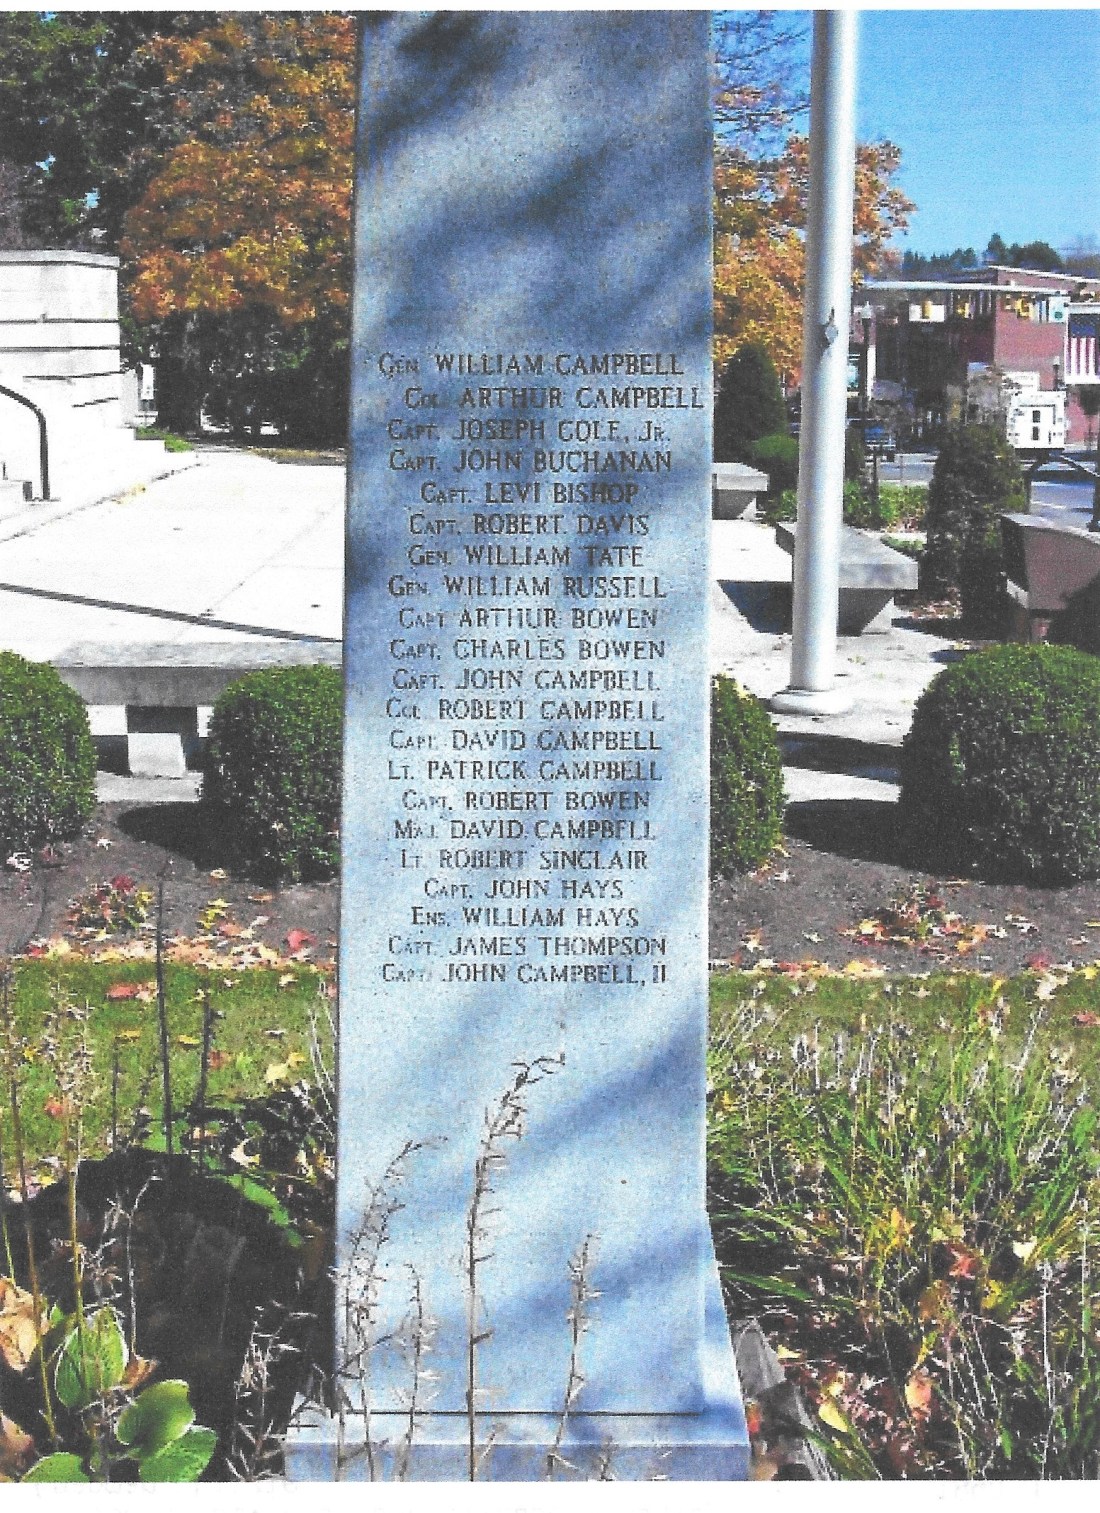 Gen. WILLIAM CAMPBELL
Col. ARTHUR CAMPBELL
Capt. JOSEPH COLE, Jr.
Capt. JOHN BUCHANAN
Capt. LEVI BISHOP
Capt. ROBERT DAVIS
Gen. WILLIAM TATE
Gen. WILLIAM RUSSELL
Capt. ARTHUR BOWEN
Capt. CHARLES BOWEN
Capt. JOHN CAMPBELL
Col. ROBERT CAMPBELL
Capt. DAVID CAMPBELL
Lt. PATRICK CAMPBELL
Capt. ROBERT BOWEN
Maj. DAVID CAMPBELL
Lt. ROBERT SINCLAIR
Capt. JOHN HAYS
Ens. WILLIAM HAYS
Capt. JAMES THOMPSON
Capt. JOHN CAMPBELL, II